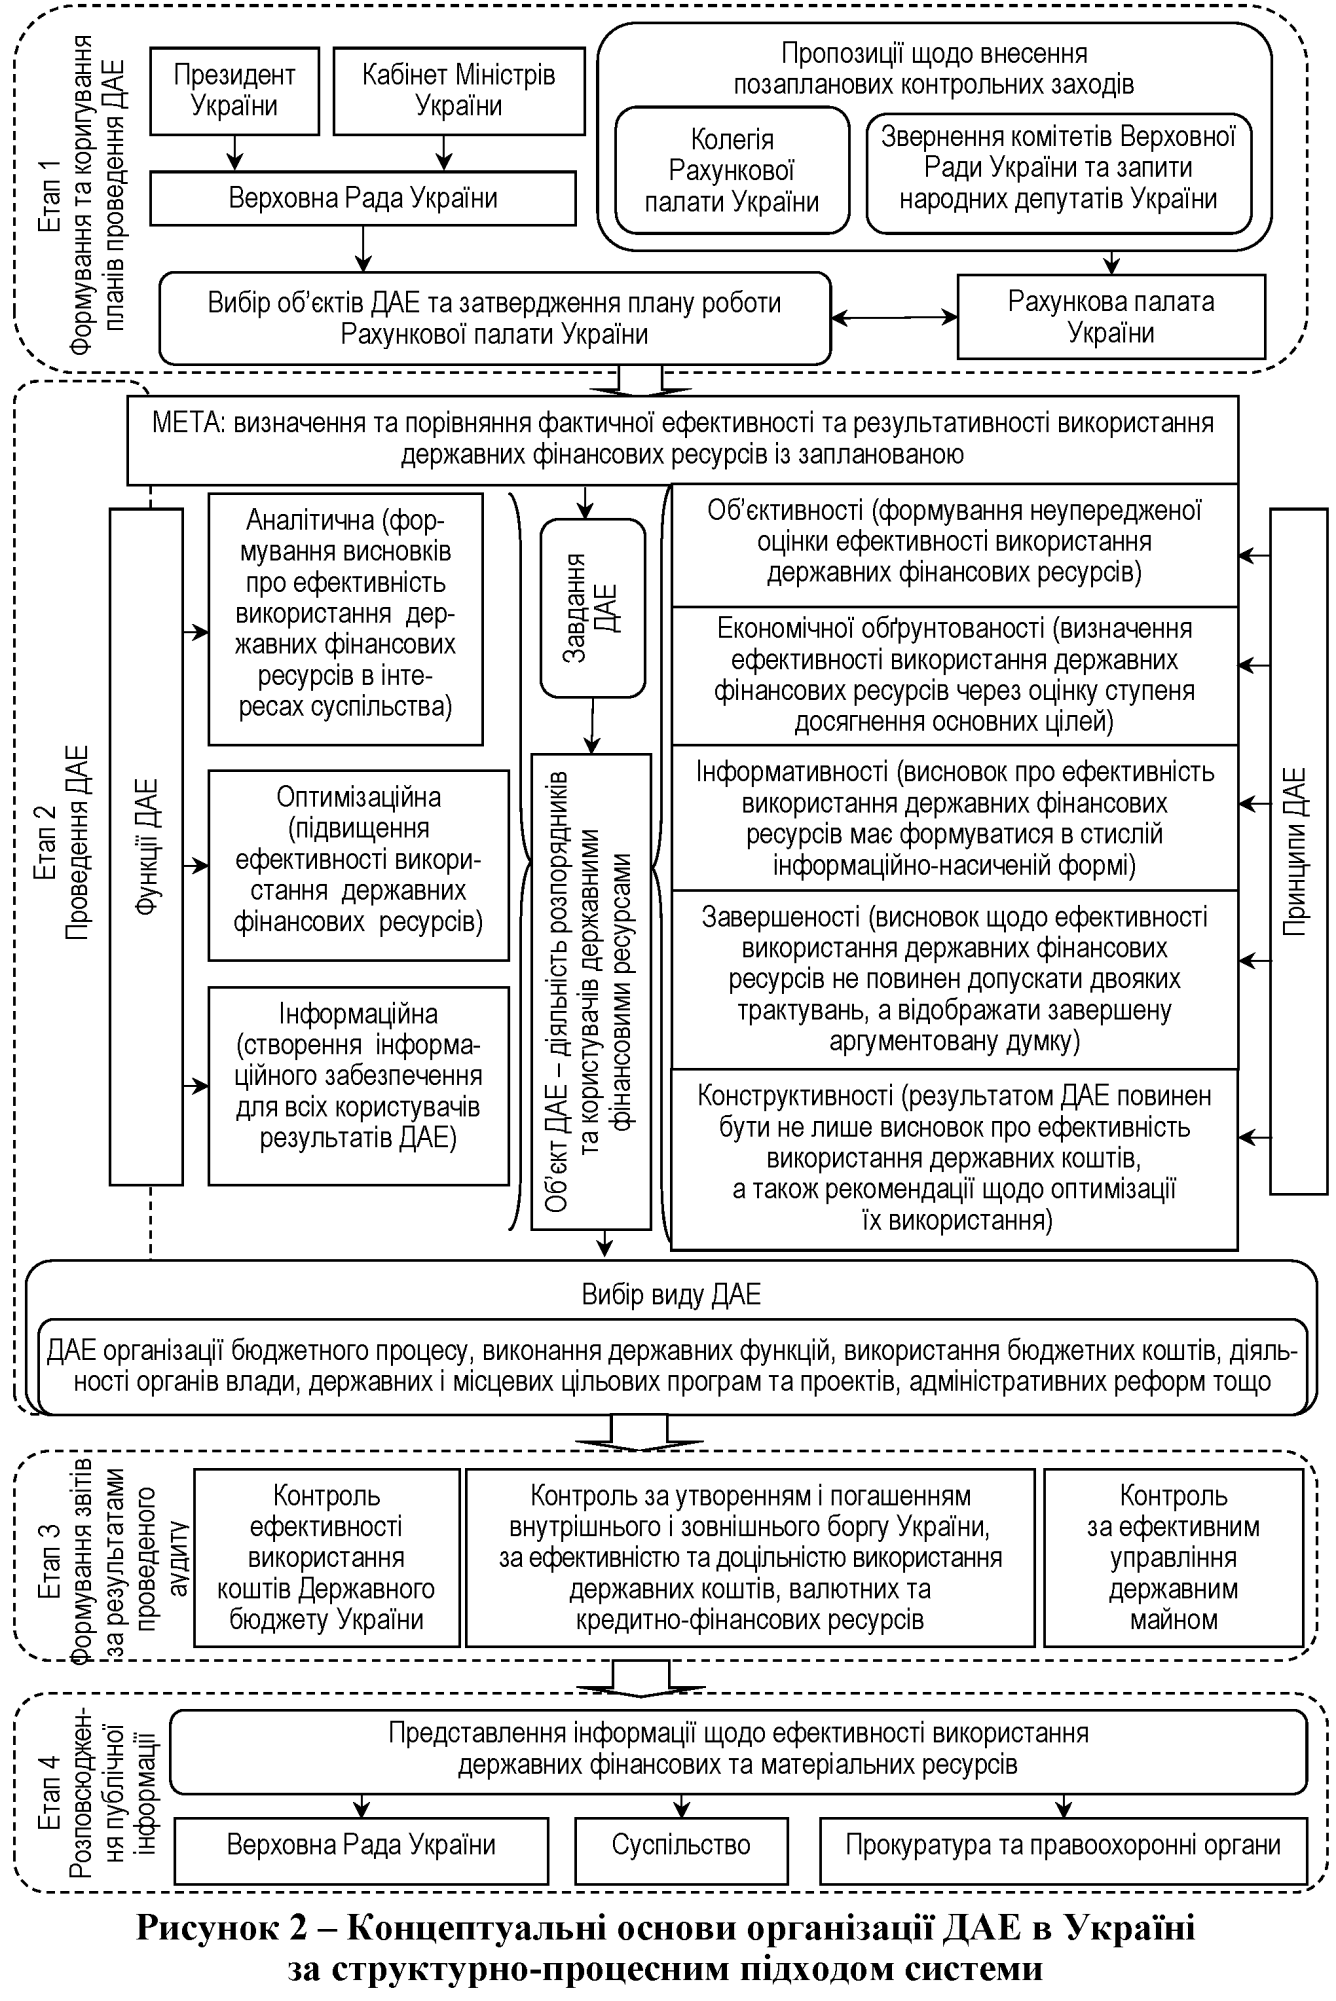 Етап 1
Формування та коригування
планів проведення ДАЕ
Президент
України
Кабінет Міністрів
України
Верховна Рада України
Пропозиції щодо внесення
позапланових контрольних заходів
Колегія
Рахункової
палати України
Звернення комітетів Верховної
Ради України та запити
народних депутатів України
Вибір об’єктів ДАЕ та затвердження плану роботи
Рахункової палати України
Рахункова палата
України
Етап 2
Проведення ДАЕ
МЕТА: визначення та порівняння фактичної ефективності та результативності використання
державних фінансових ресурсів із запланованою
Функції ДАЕ
Аналітична (фор-
мування висновків
про ефективність
використання дер-
жавних фінансових
ресурсів в інте-
ресах суспільства)
Оптимізаційна
(підвищення
ефективності викори-
стання державних
фінансових ресурсів)
Інформаційна
(створення інформа-
ційного забезпечення
для всіх користувачів
результатів ДАЕ)
Завдання
ДАЕ
Об’єкт ДАЕ – діяльність розпорядників
та користувачів державними
фінансовими ресурсами
Об’єктивності (формування неупередженої
оцінки ефективності використання
державних фінансових ресурсів)
Економічної обґрунтованості (визначення
ефективності використання державних
фінансових ресурсів через оцінку ступеня
досягнення основних цілей)
Інформативності (висновок про ефективність
використання державних фінансових
ресурсів має формуватися в стислій
інформаційно-насиченій формі)
Завершеності (висновок щодо ефективності
використання державних фінансових
ресурсів не повинен допускати двояких
трактувань, а відображати завершену
аргументовану думку)
Конструктивності (результатом ДАЕ повинен
бути не лише висновок про ефективність
використання державних коштів,
а також рекомендації щодо оптимізації
їх використання)
Принципи ДАЕ
Вибір виду ДАЕ
ДАЕ організації бюджетного процесу, виконання державних функцій, використання бюджетних коштів, діяль-
ності органів влади, державних і місцевих цільових програм та проектів, адміністративних реформ тощо
Етап 3
Формування звітів
за результатами
проведеного
аудиту
Контроль
ефективності
використання
коштів Державного
бюджету України
Контроль за утворенням і погашенням
внутрішнього і зовнішнього боргу України,
за ефективністю та доцільністю використання
державних коштів, валютних та
кредитно-фінансових ресурсів
Контроль
за ефективним
управління
державним
майном
Етап 4
Розповсюджен-
ня публічної
інформації
Представлення інформації щодо ефективності використання
державних фінансових та матеріальних ресурсів
Верховна Рада України
Суспільство
Прокуратура та правоохоронні органи
Рисунок 2 – Концептуальні основи організації ДАЕ в Україні
за структурно-процесним підходом системи